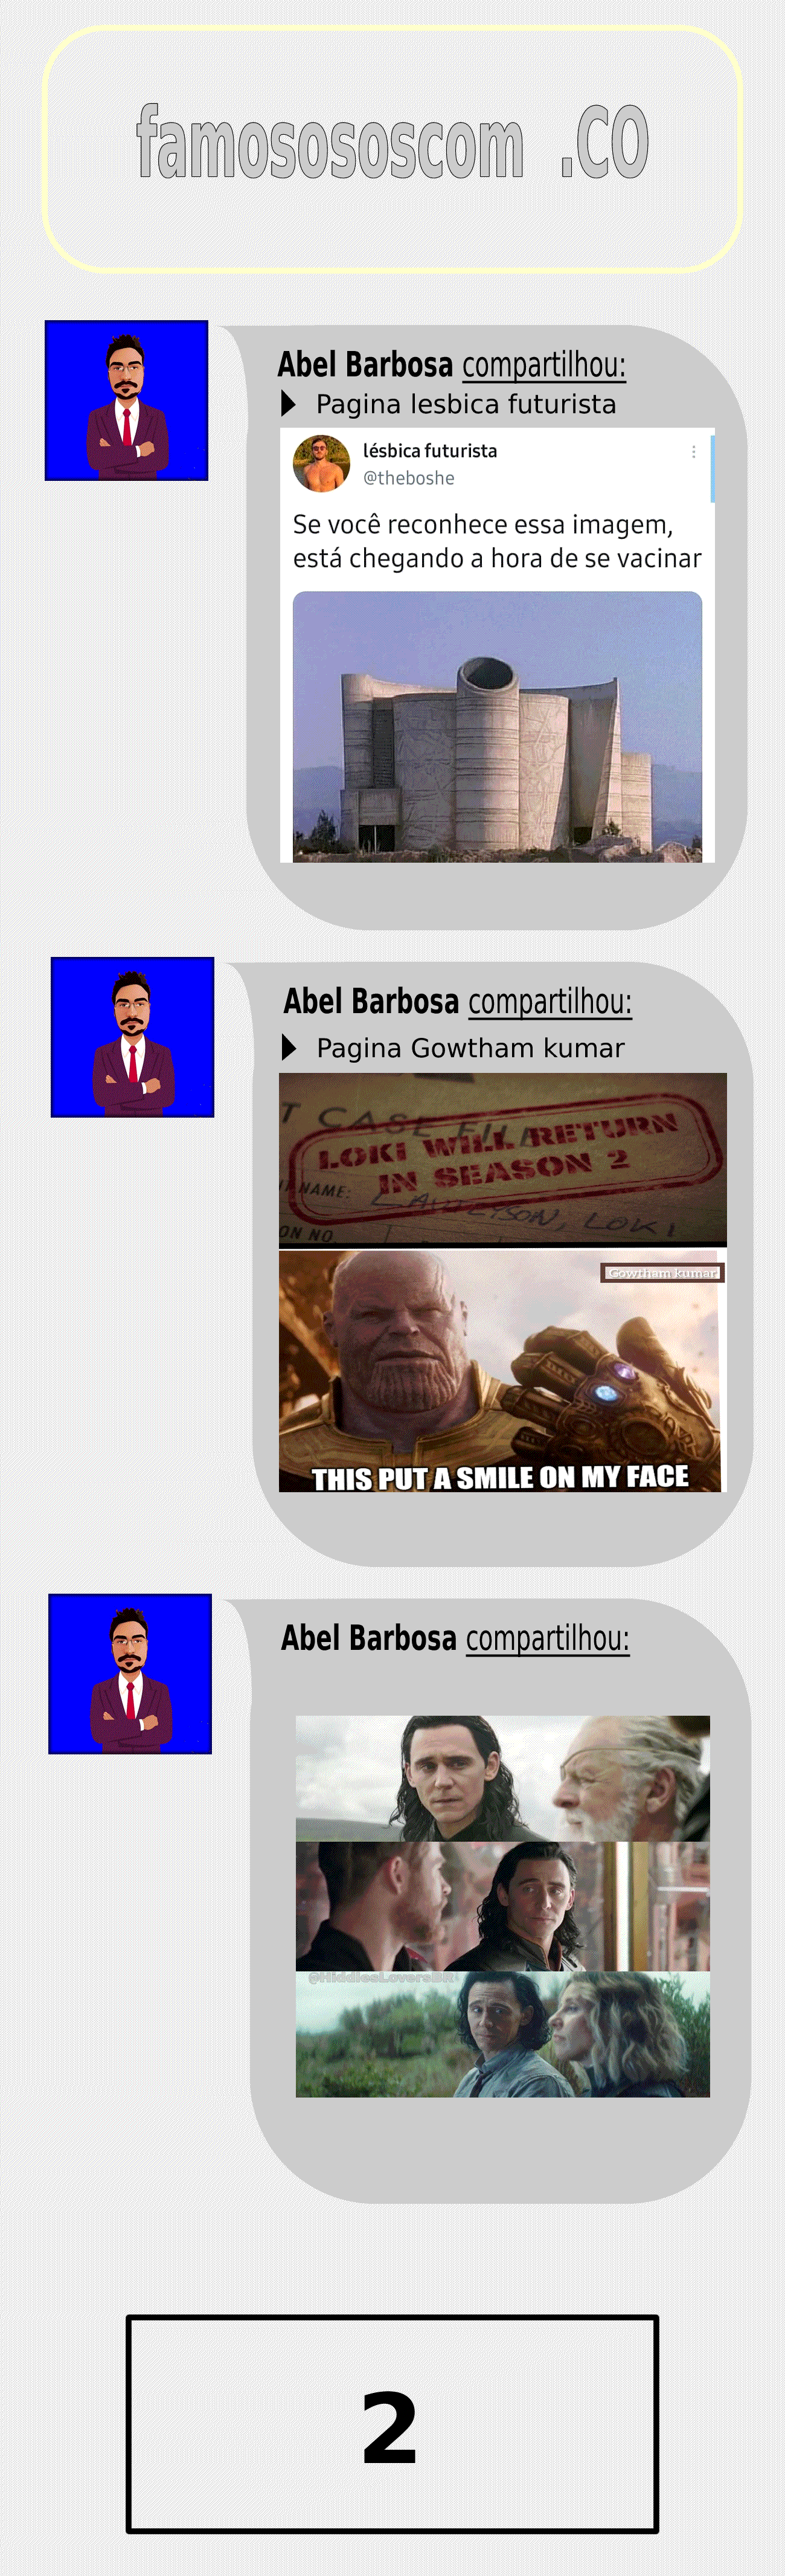 famosososcom .CO
Abel Barbosa compartilhou:
Pagina lesbica futurista
lésbica futurista
@theboshe
Se você reconhece essa imagem,
está chegando a hora de se vacinar
Abel Barbosa compartilhou:
Pagina Gowtham kumar
T CASE FILE
LOKI WILL RETURN
IN SEASON 2
NAME: LAUFEYSON, LOKI
ON NO
Gowtham kumar
THIS PUT A SMILE ON MY FACE
Abel Barbosa compartilhou:
@HiddlesLoversBR
2